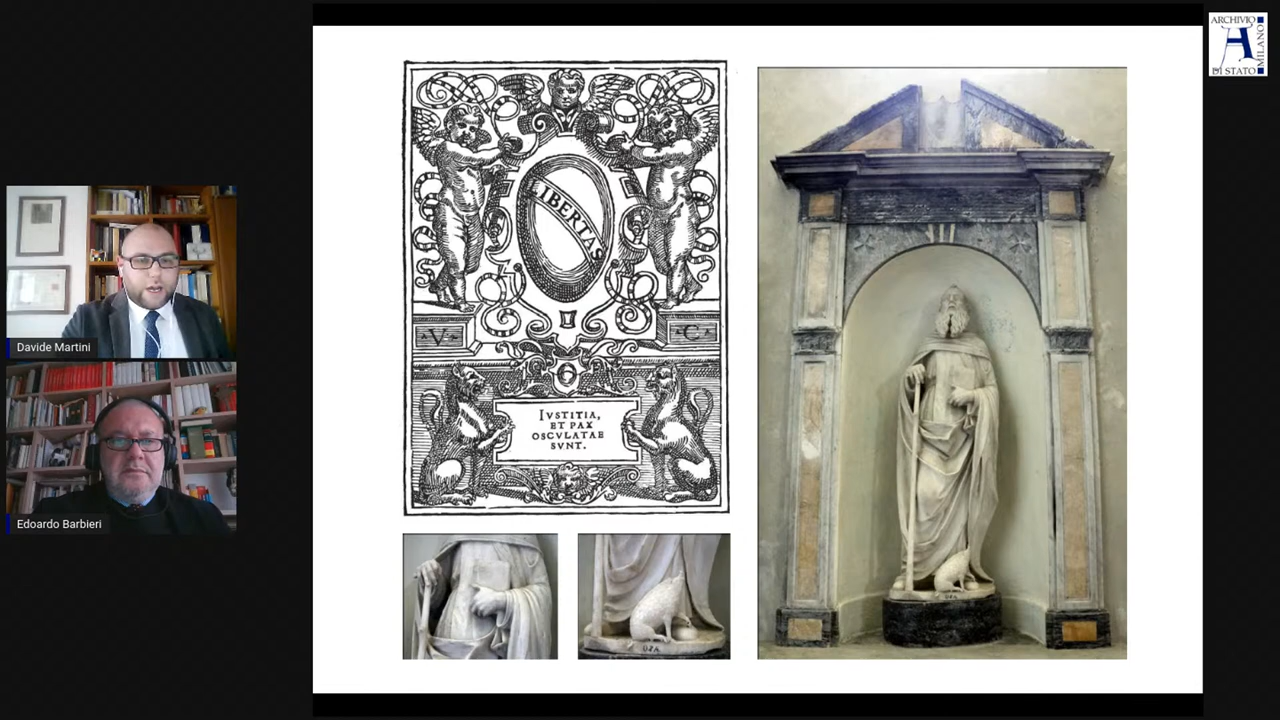 ARCHIVIO
MILANO
DI STATO
LIBERTAS
·V·
·C·
IVSTITIA,
ET PAX
OSCVLATAE
SVNT.
Davide Martini
Edoardo Barbieri